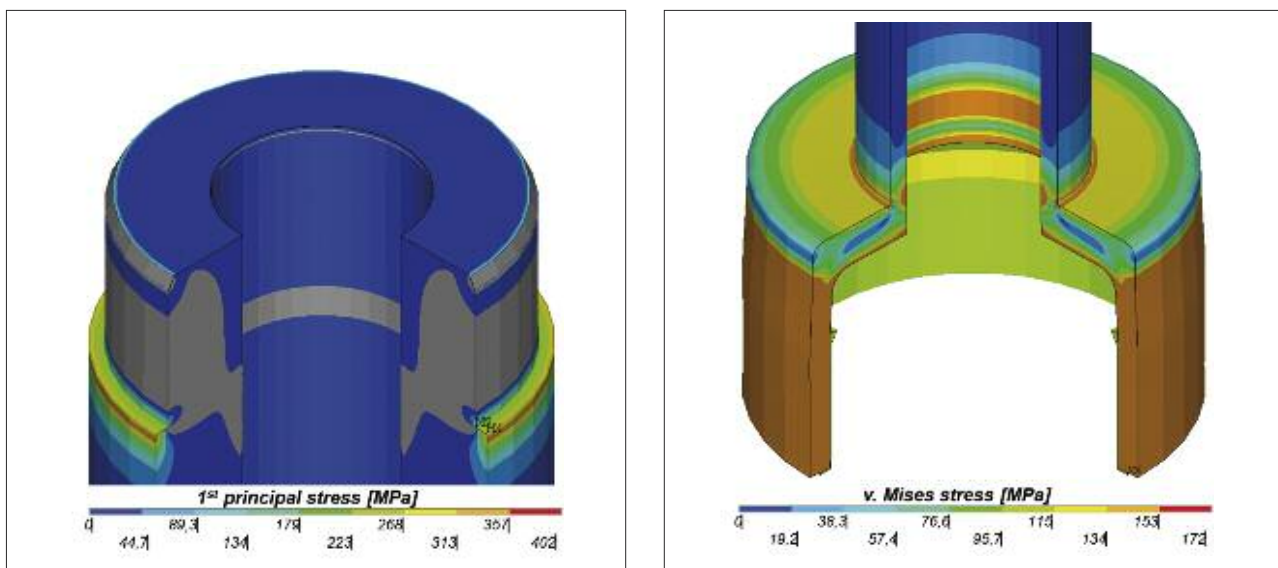 1st principal stress [MPa]
0 89,3 179 268 357
44.7 134 223 313 402
v. Mises stress [MPa]
0 38.3 76.6 115 153
19.2 57,4 95.7 134 172